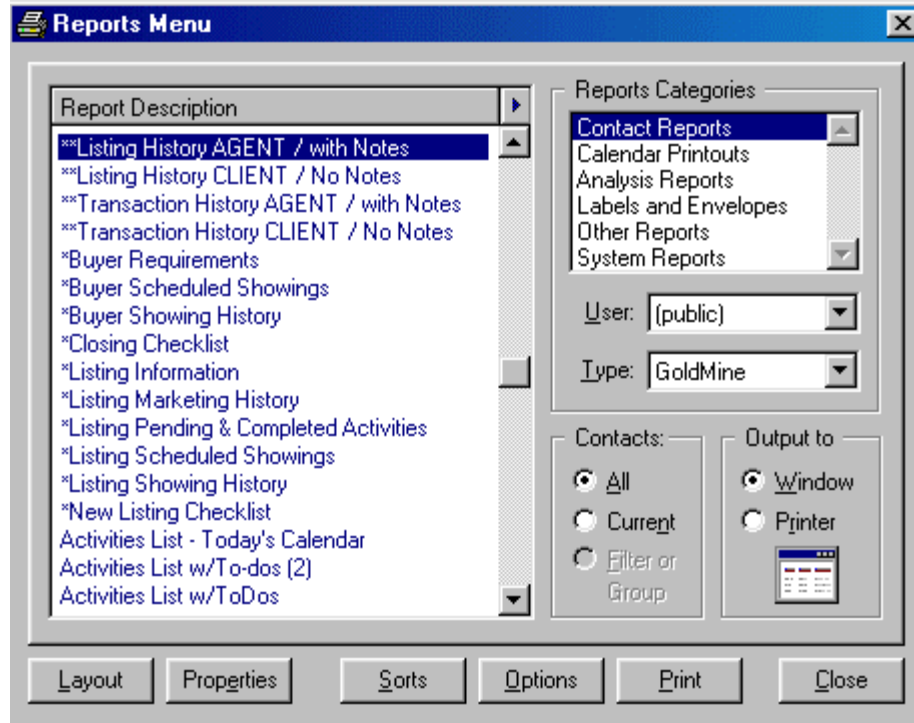 Reports Menu
Report Description
**Listing History AGENT / with Notes
**Listing History CLIENT / No Notes
**Transaction History AGENT / with Notes
**Transaction History CLIENT / No Notes
*Buyer Requirements
*Buyer Scheduled Showings
*Buyer Showing History
*Closing Checklist
*Listing Information
*Listing Marketing History
*Listing Pending & Completed Activities
*Listing Scheduled Showings
*Listing Showing History
*New Listing Checklist
Activities List - Today's Calendar
Activities List w/To-dos (2)
Activities List w/ToDos
Reports Categories
Contact Reports
Calendar Printouts
Analysis Reports
Labels and Envelopes
Other Reports
System Reports
User: (public)
Type: GoldMine
Contacts:
All
Current
Filter or
Group
Output to
Window
Printer
Layout Properties Sorts Options Print Close